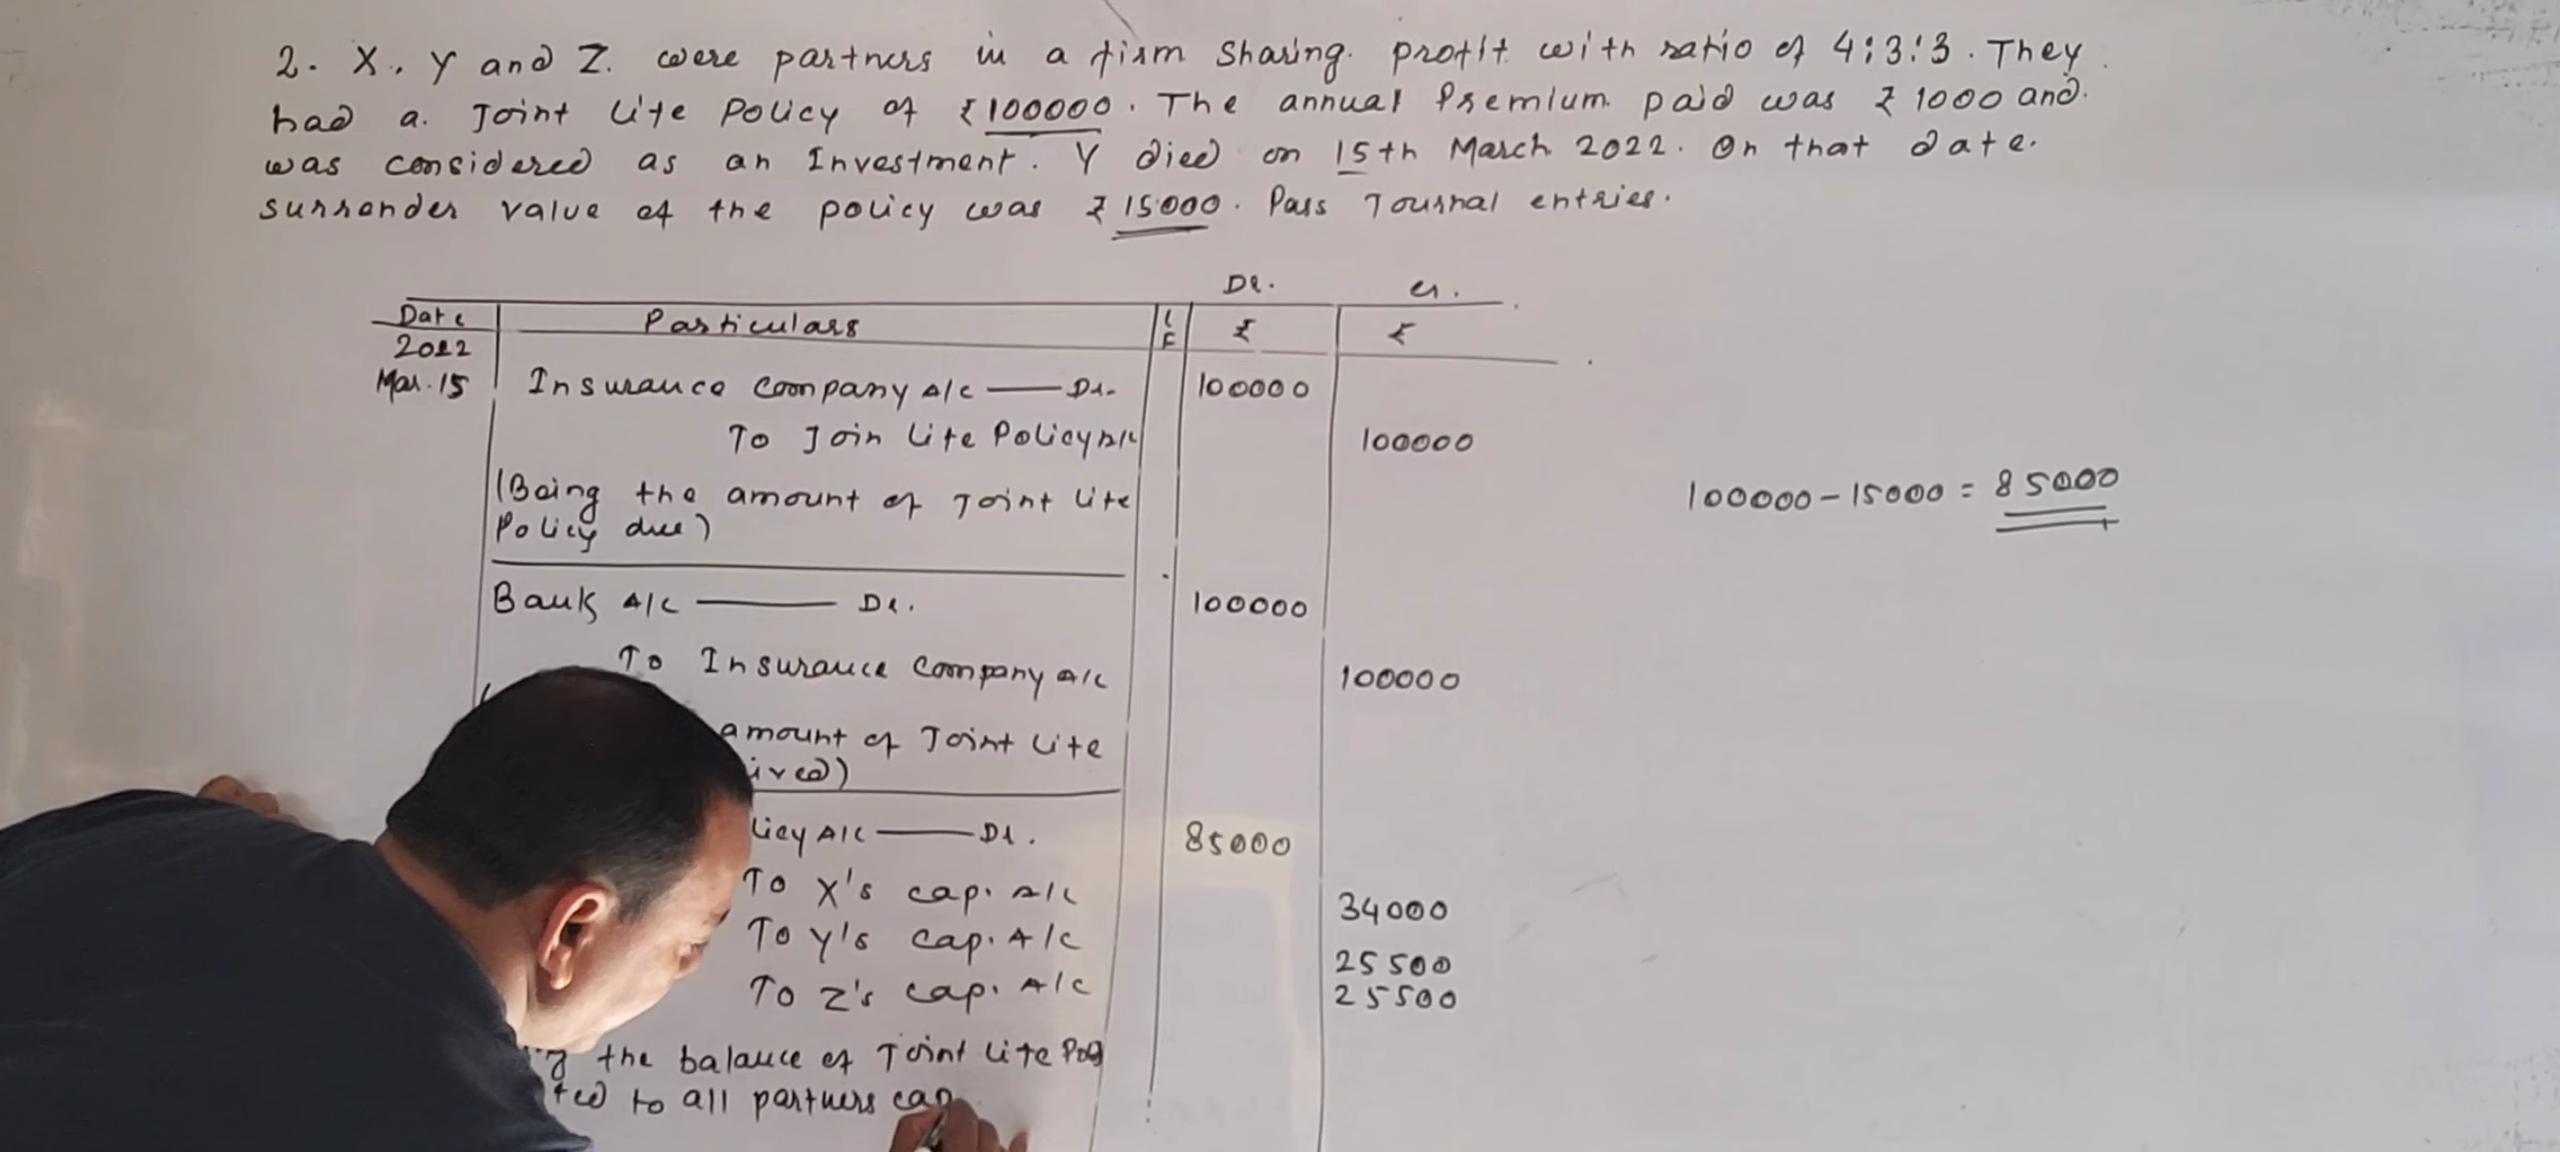 2. X, Y and Z. were partners in a firm sharing profit with ratio of 4:3:3. They
had a Joint Life Policy of ₹100000. The annual Premium paid was ₹1000 and
was considered as an Investment. Y died on 15th March 2022. On that date
surrender value of the policy was ₹15000. Pass Journal entries.
Dr. Cr.
Date Particulars LF ₹ ₹
2022
Mar.15 Insurance Company A/c — Dr. 100000
To Join Life Policy A/c 100000
(Being the amount of Joint Life
Policy due)
100000 - 15000 = 85000
Bank A/c — Dr. 100000
To Insurance Company A/c 100000
amount of Joint Life
ived)
licy A/c — Dr. 85000
To X's cap. A/c 34000
To Y's cap. A/c 25500
To Z's cap. A/c 25500
the balance of Joint Life
ted to all partners cap